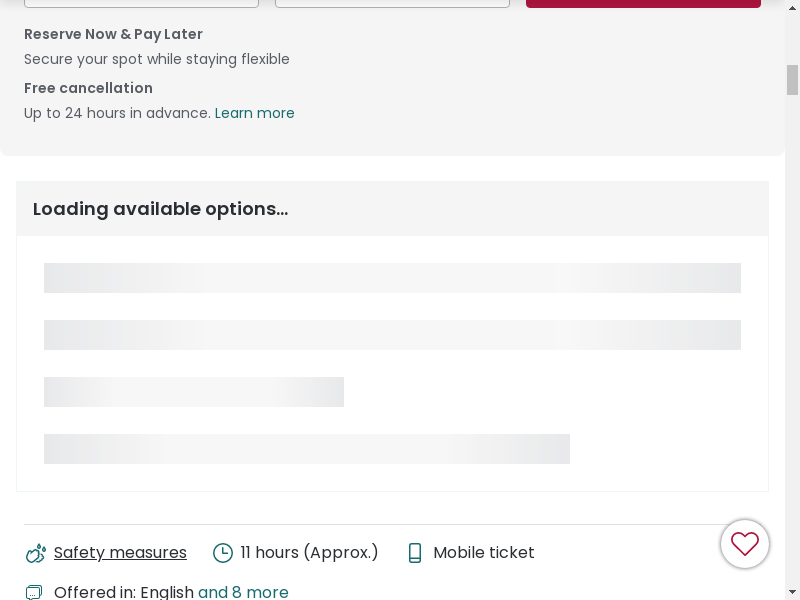 Reserve Now & Pay Later
Secure your spot while staying flexible
Free cancellation
Up to 24 hours in advance. Learn more
Loading available options...
Safety measures
11 hours (Approx.)
Mobile ticket
Offered in: English and 8 more